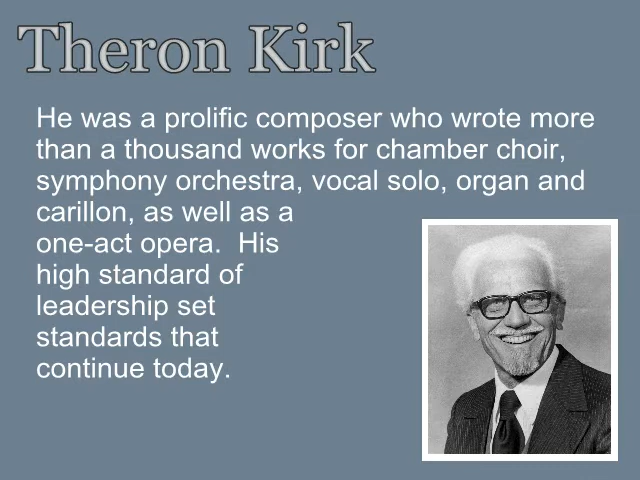 Theron Kirk
He was a prolific composer who wrote more
than a thousand works for chamber choir,
symphony orchestra, vocal solo, organ and
carillon, as well as a
one-act opera.  His
high standard of
leadership set
standards that
continue today.